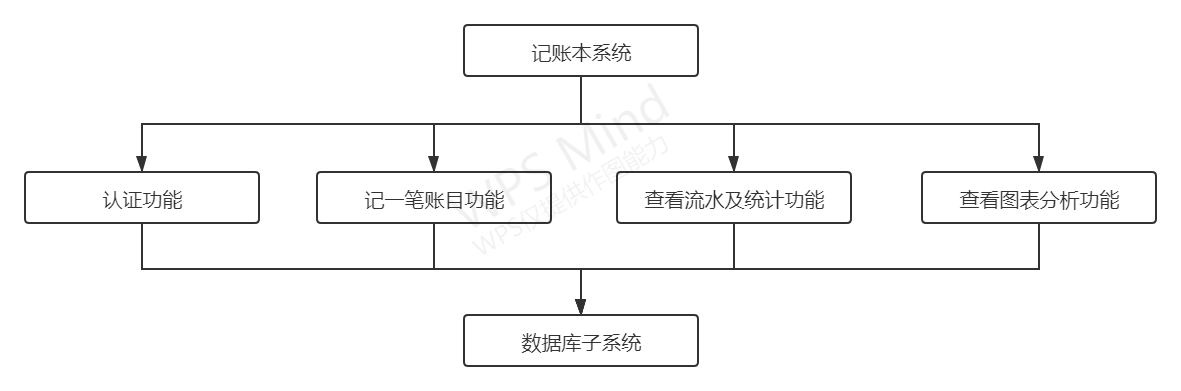 记账本系统
WPS Mind
WPS仅提供作图能力
认证功能
记一笔账目功能
查看流水及统计功能
查看图表分析功能
数据库子系统